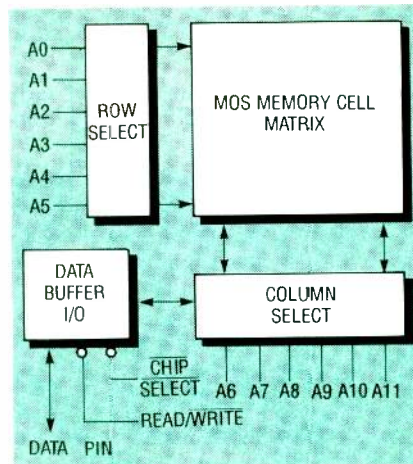 A0
A1
A2
A3
A4
A5
ROW
SELECT
MOS MEMORY CELL
MATRIX
DATA
BUFFER
I/O
COLUMN
SELECT
CHIP
SELECT
A6 A7 A8 A9 A10 A11
READ/WRITE
DATA PIN